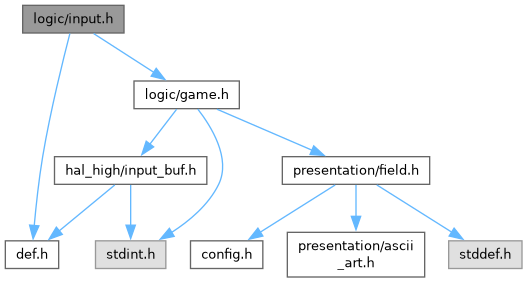 logic/input.h
logic/game.h
hal_high/input_buf.h
presentation/field.h
def.h
stdint.h
config.h
presentation/ascii
_art.h
stddef.h